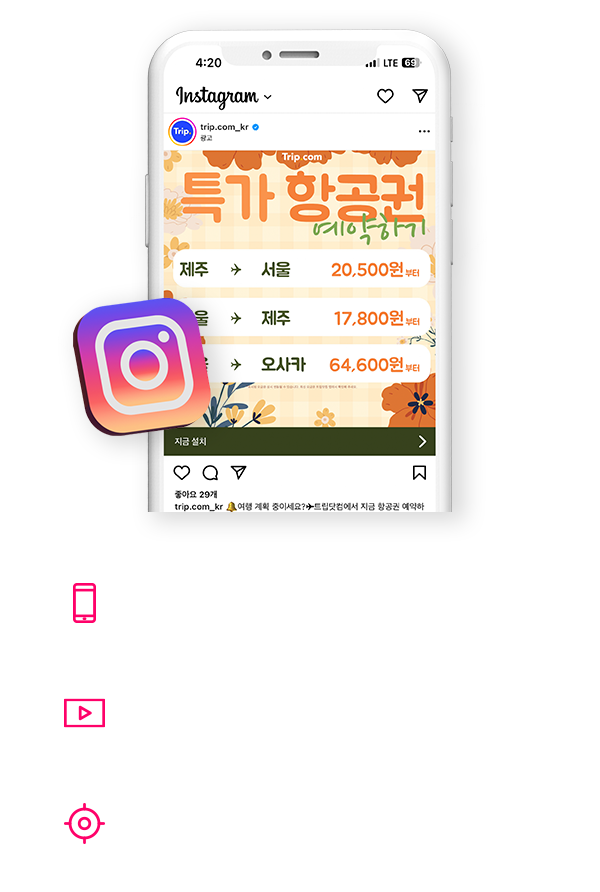 4:20 LTE 69
Instagram
Trip.
trip.com_kr
광고
Trip com
특가 항공권
예약하기
제주 ✈ 서울 20,500원부터
✈ 제주 17,800원부터
✈ 오사카 64,600원부터
지금 설치
좋아요 29개
trip.com_kr 🔔여행 계획 중이세요?✈트립닷컴에서 지금 항공권 예약하